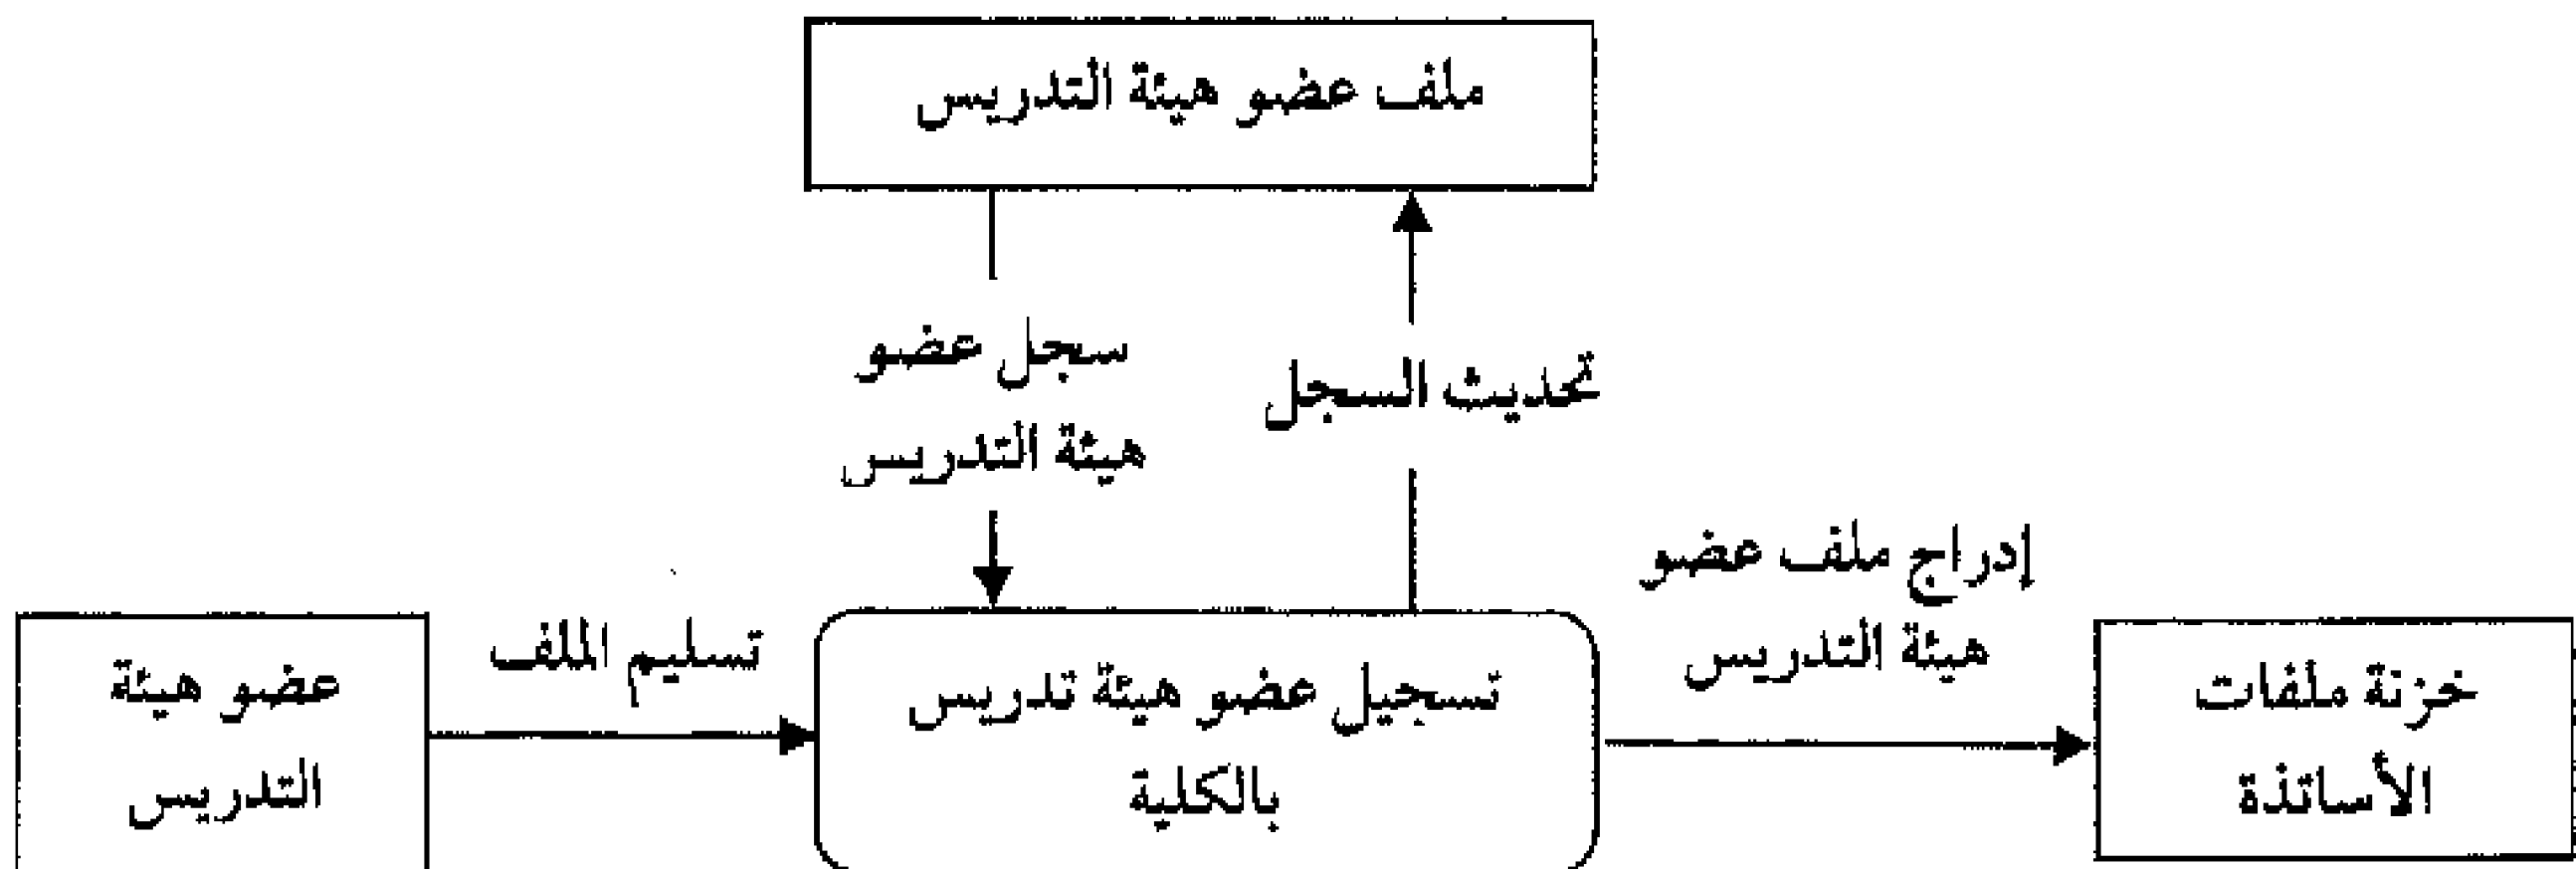 ملف عضو هيئة التدريس
سجل عضو
هيئة التدريس
تحديث السجل
إدراج ملف عضو
هيئة التدريس
تسليم الملف
عضو هيئة
التدريس
تسجيل عضو هيئة تدريس
بالكلية
خزنة ملفات
الأساتذة